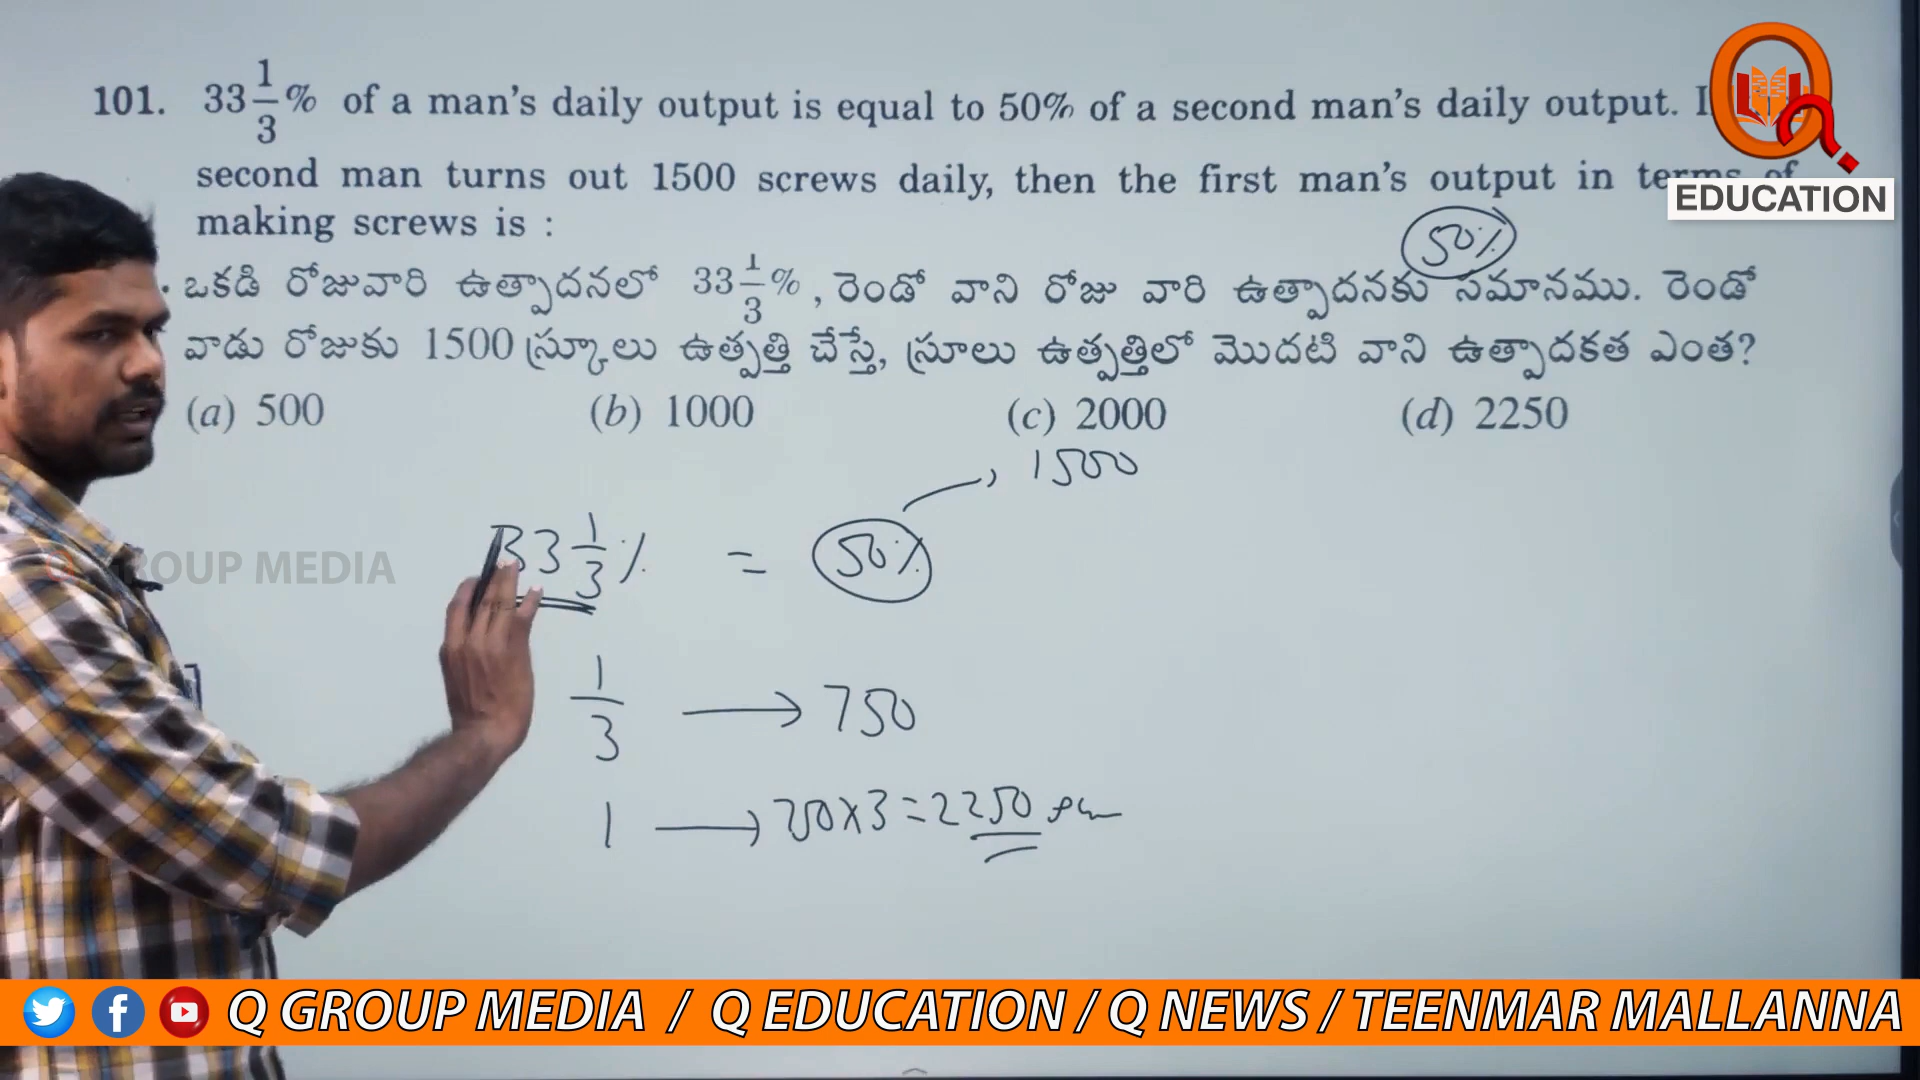 101. 33 1/3 % of a man's daily output is equal to 50% of a second man's daily output.
second man turns out 1500 screws daily, then the first man's output in terms of
making screws is :
50%
ఒకడి రోజువారి ఉత్పాదనలో 33 1/3 %, రెండో వాని రోజు వారి ఉత్పాదనకు సమానము. రెండో
వాడు రోజుకు 1500 స్క్రూలు ఉత్పత్తి చేస్తే, స్రూలు ఉత్పత్తిలో మొదటి వాని ఉత్పాదకత ఎంత?
(a) 500 (b) 1000 (c) 2000 (d) 2250
1500
33 1/3 % = 50%
1/3 → 750
1 → 750×3 = 2250
EDUCATION
GROUP MEDIA
Q GROUP MEDIA / Q EDUCATION / Q NEWS / TEENMAR MALLANNA